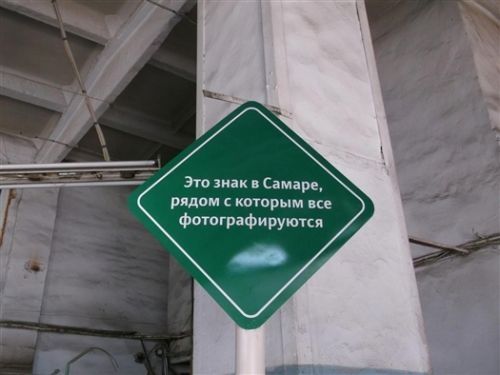 Это знак в Самаре,
рядом с которым все
фотографируются